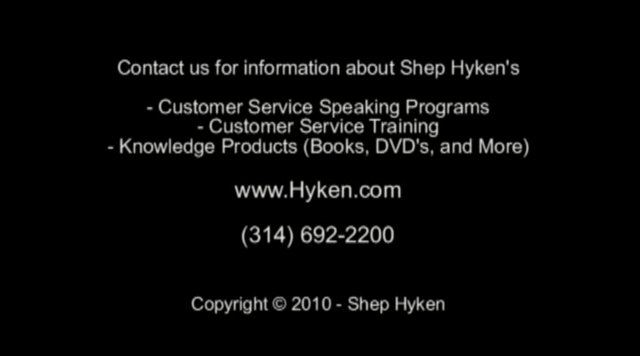 Contact us for information about Shep Hyken's
- Customer Service Speaking Programs
- Customer Service Training
- Knowledge Products (Books, DVD's, and More)
www.Hyken.com
(314) 692-2200
Copyright © 2010 - Shep Hyken